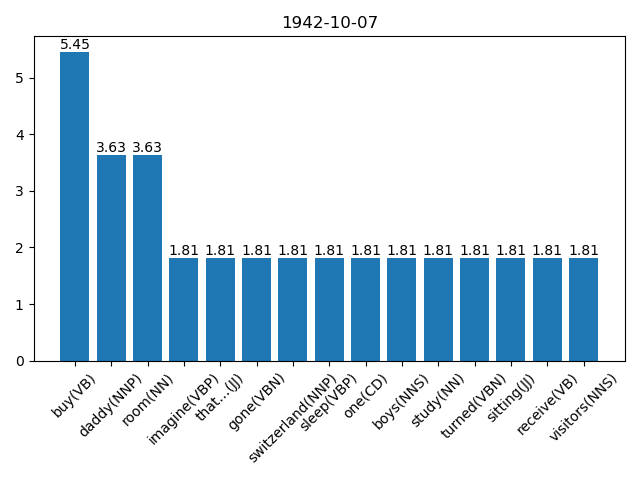 1942-10-07
5.45
3.63 3.63
1.81 1.81 1.81 1.81 1.81 1.81 1.81 1.81 1.81 1.81 1.81 1.81
5
4
3
2
1
0
buy(VB)
daddy(NNP)
room(NN)
imagine(VBP)
that...(JJ)
gone(VBN)
switzerland(NNP)
sleep(VBP)
one(CD)
boys(NNS)
study(NN)
turned(VBN)
sitting(JJ)
receive(VB)
visitors(NNS)